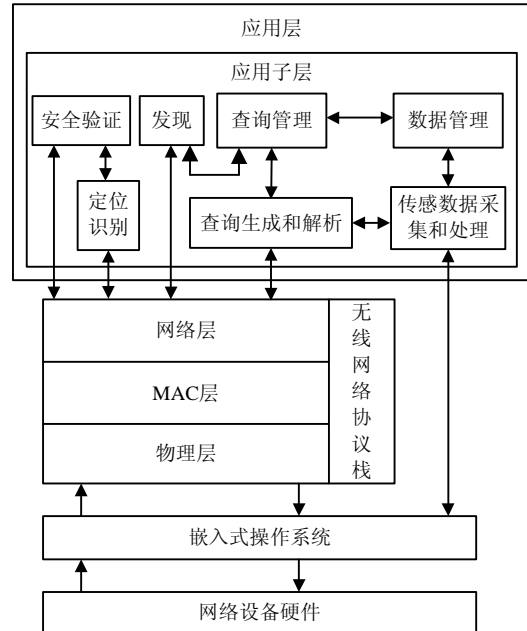 应用层
应用子层
安全验证
发现
查询管理
数据管理
定位
识别
查询生成和解析
传感数据采
集和处理
网络层
MAC层
物理层
无线网络协议栈
嵌入式操作系统
网络设备硬件